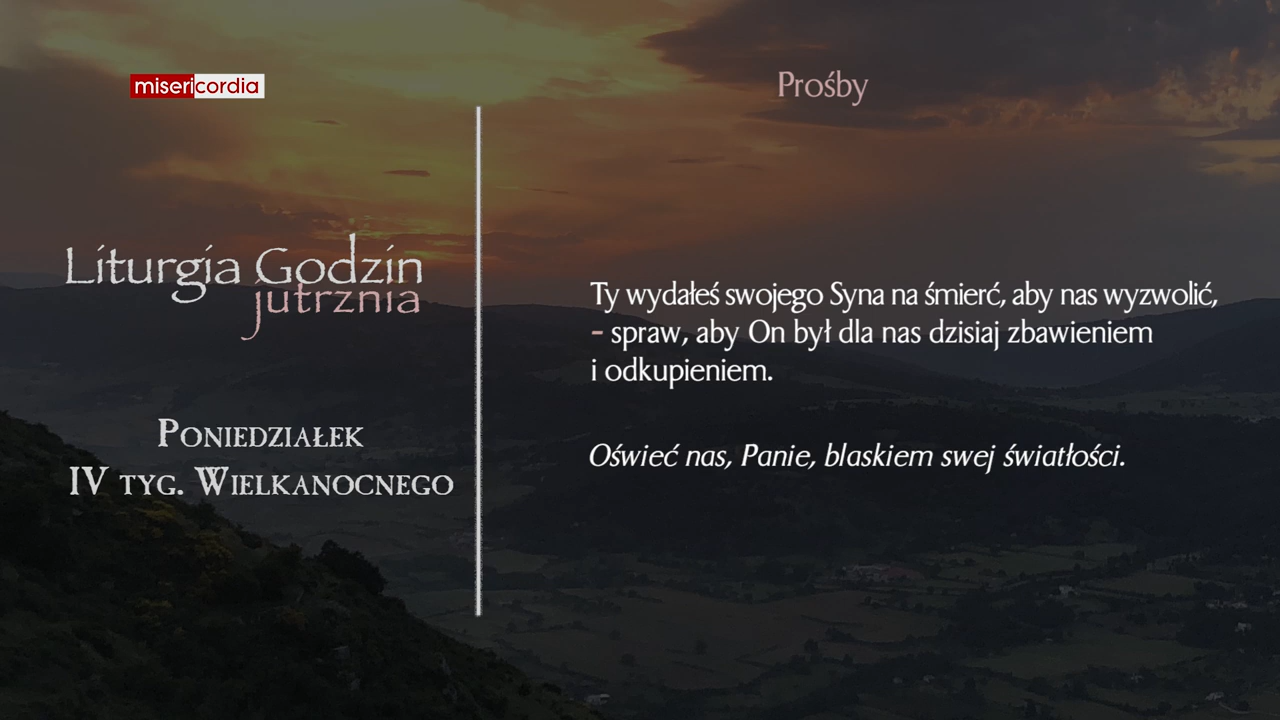 misericordia
Liturgia Godzin
jutrznia
Poniedziałek
IV tyg. Wielkanocnego
Prośby
Ty wydałeś swojego Syna na śmierć, aby nas wyzwolić,
- spraw, aby On był dla nas dzisiaj zbawieniem
i odkupieniem.
Oświeć nas, Panie, blaskiem swej światłości.